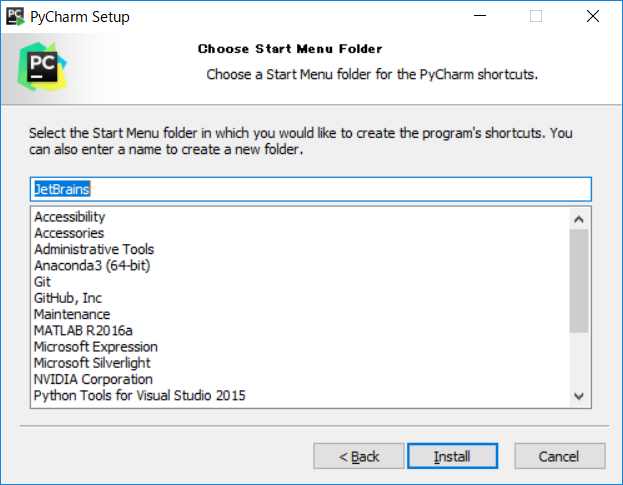 PyCharm Setup
PC
Choose Start Menu Folder
Choose a Start Menu folder for the PyCharm shortcuts.
Select the Start Menu folder in which you would like to create the program's shortcuts. You
can also enter a name to create a new folder.
JetBrains
Accessibility
Accessories
Administrative Tools
Anaconda3 (64-bit)
Git
GitHub, Inc
Maintenance
MATLAB R2016a
Microsoft Expression
Microsoft Silverlight
NVIDIA Corporation
Python Tools for Visual Studio 2015
< Back Install Cancel